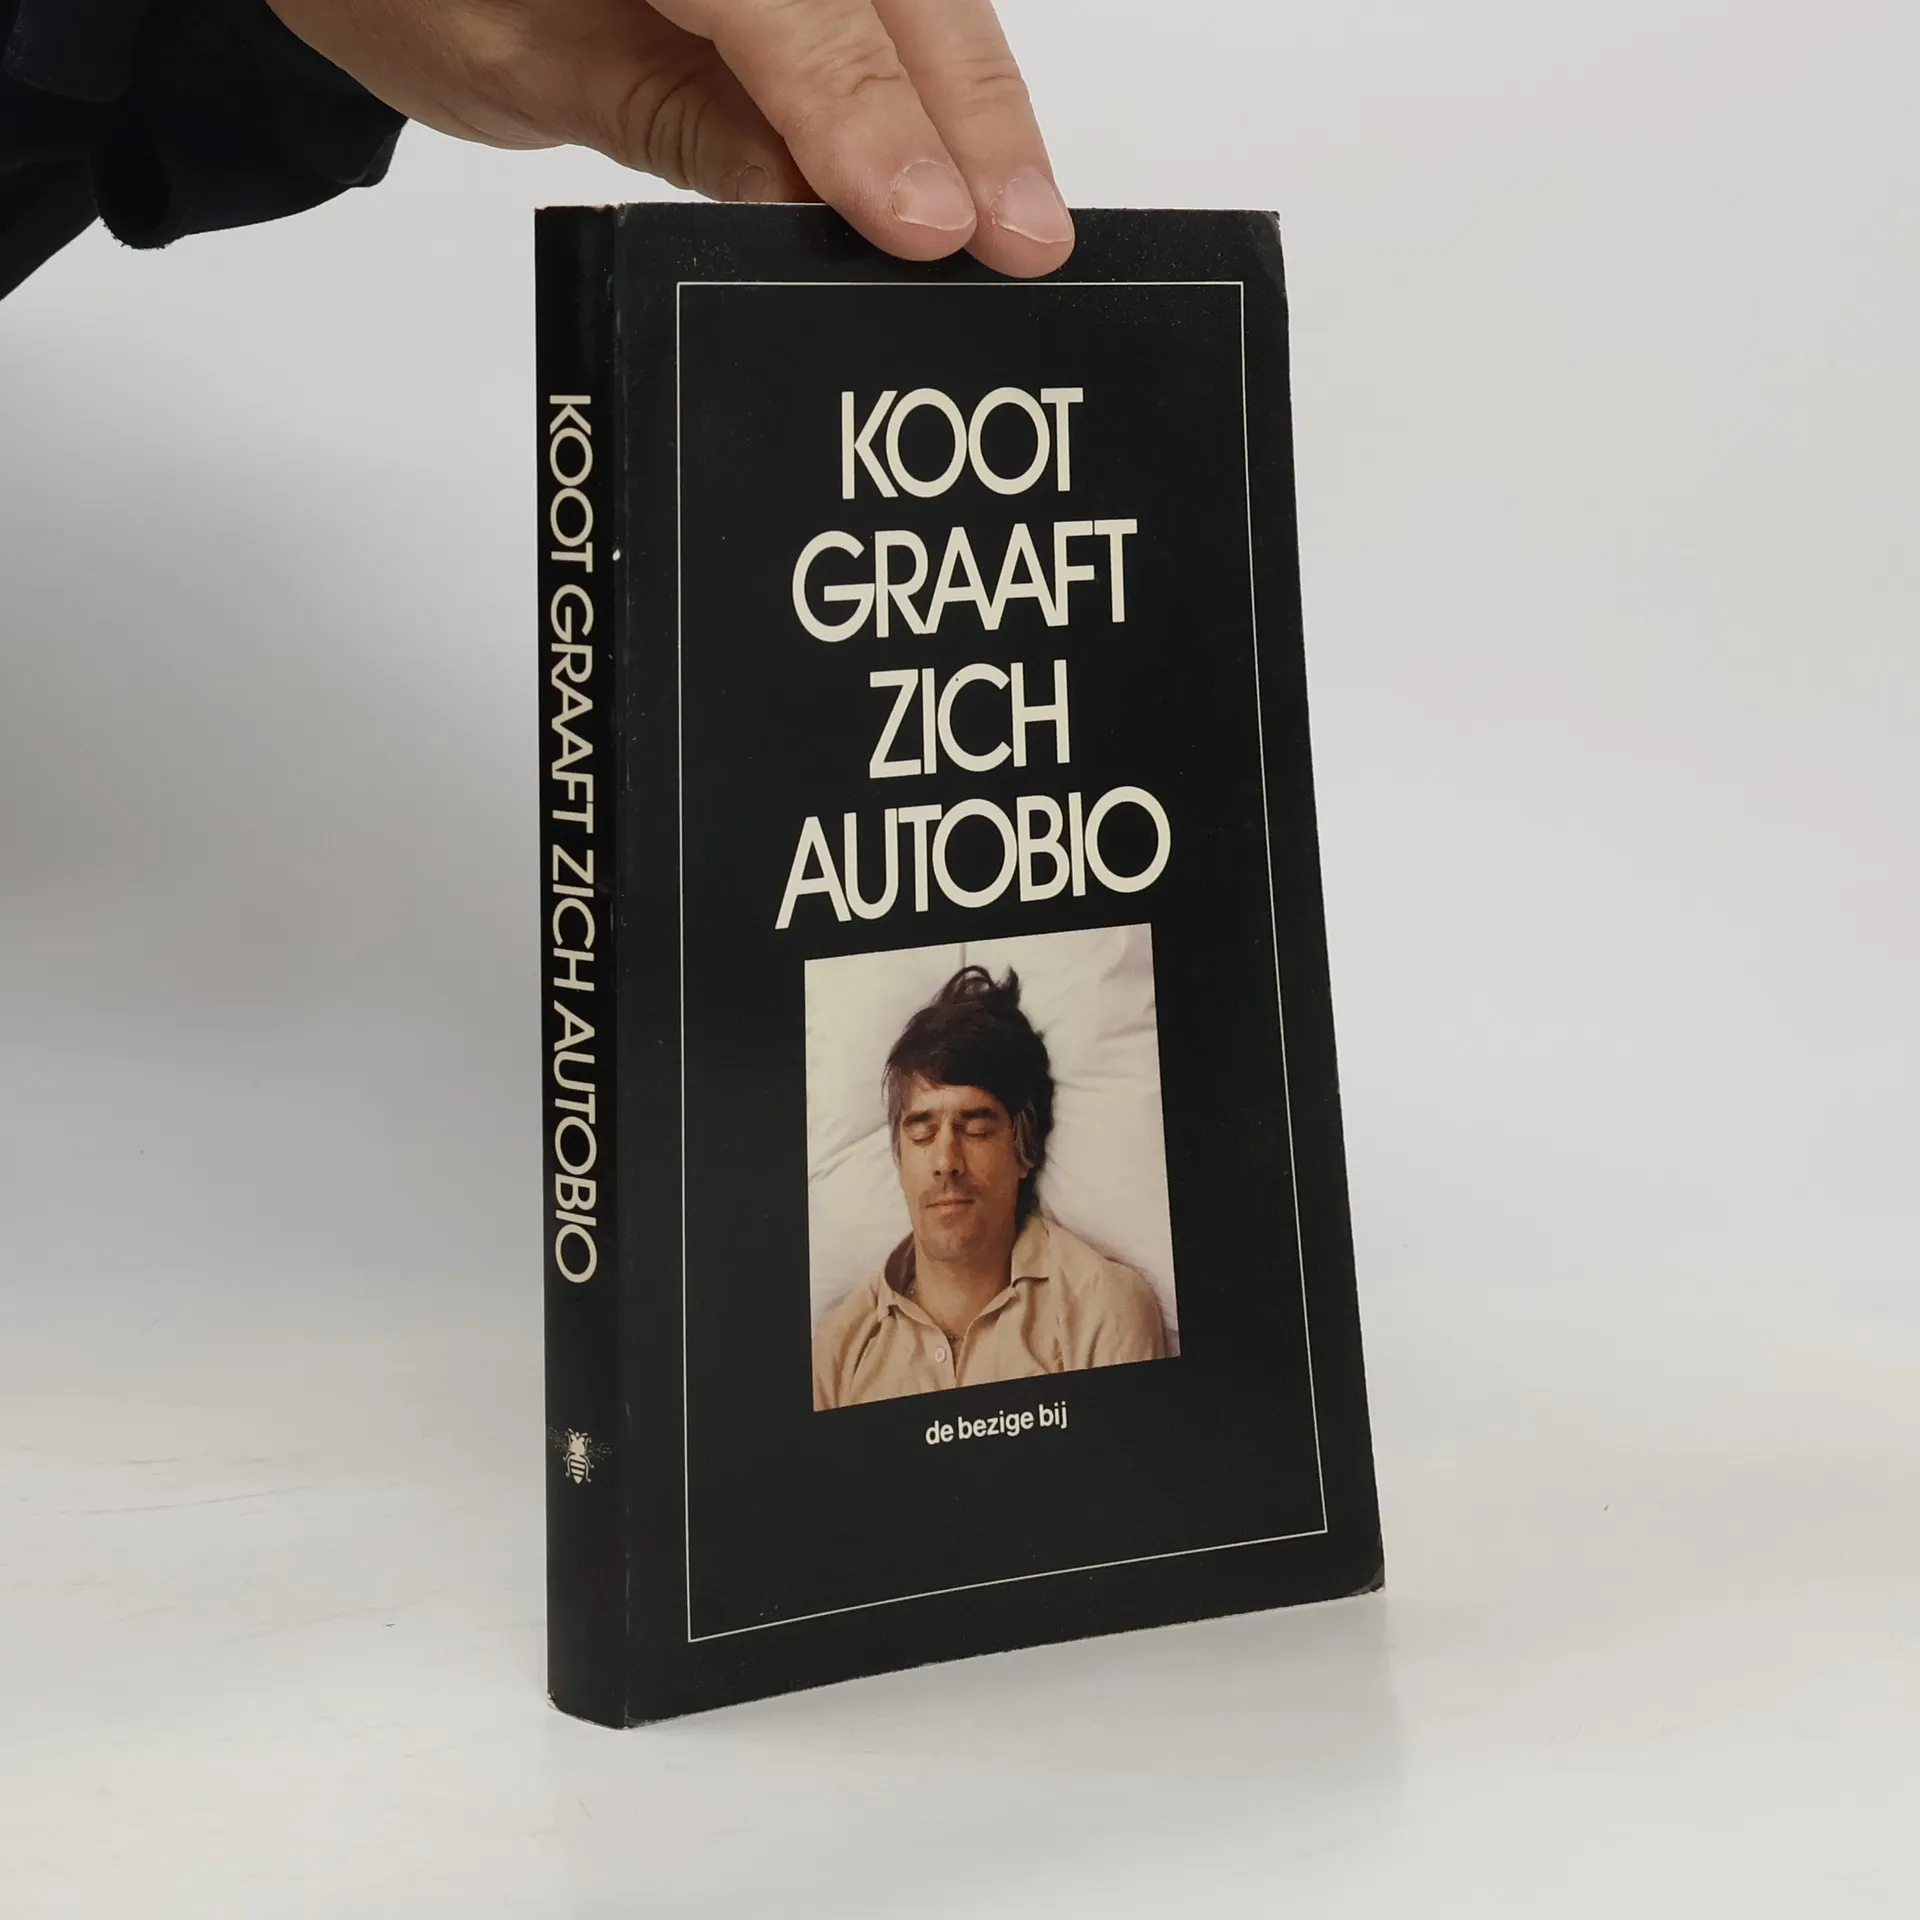 KOOT GRAAFT ZICH AUTOBIO
KOOT
GRAAFT
ZICH
AUTOBIO
de bezige bij